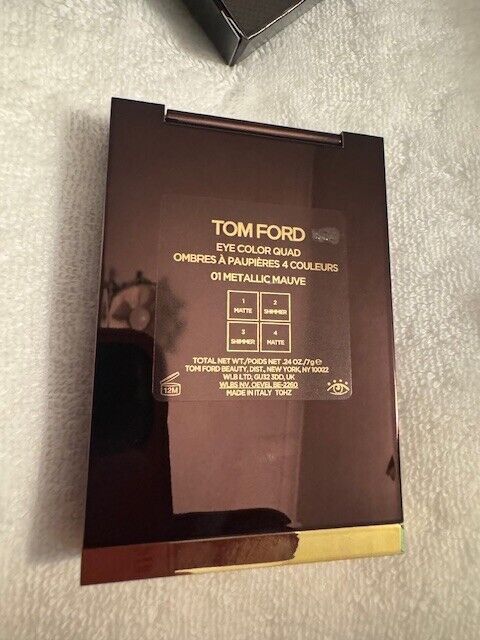 TOM FORD
EYE COLOR QUAD
OMBRES À PAUPIÈRES 4 COULEURS
01 METALLIC MAUVE
1 MATTE
2 SHIMMER
3 SHIMMER
4 MATTE
TOTAL NET WT./POIDS NET .24 OZ./7g ℮
TOM FORD BEAUTY, DIST., NEW YORK, NY 10022
WLB LTD, GU32 3DD, UK
WLBS NV. OEVEL BE-2260
MADE IN ITALY TOHZ
12M